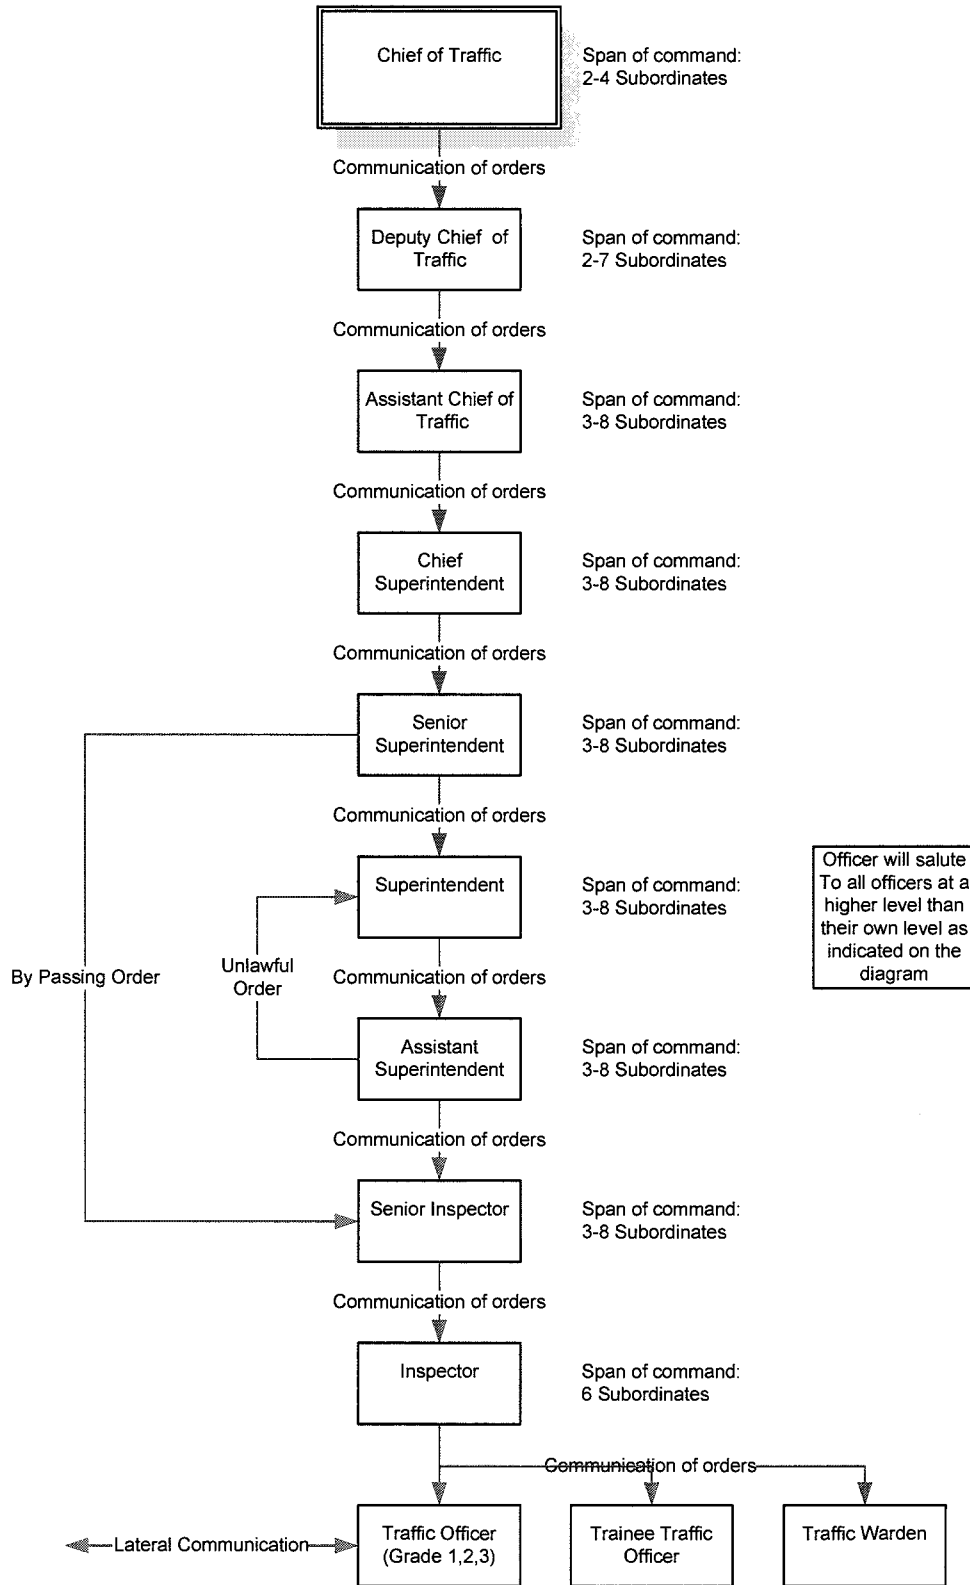 Chief of Traffic
Span of command:
2-4 Subordinates
Communication of orders
Deputy Chief of
Traffic
Span of command:
2-7 Subordinates
Communication of orders
Assistant Chief of
Traffic
Span of command:
3-8 Subordinates
Communication of orders
Chief
Superintendent
Span of command:
3-8 Subordinates
Communication of orders
Senior
Superintendent
Span of command:
3-8 Subordinates
Communication of orders
Superintendent
Span of command:
3-8 Subordinates
Officer will salute
To all officers at a
higher level than
their own level as
indicated on the
diagram
By Passing Order
Unlawful
Order
Communication of orders
Assistant
Superintendent
Span of command:
3-8 Subordinates
Communication of orders
Senior Inspector
Span of command:
3-8 Subordinates
Communication of orders
Inspector
Span of command:
6 Subordinates
Communication of orders
Lateral Communication
Traffic Officer
(Grade 1,2,3)
Trainee Traffic
Officer
Traffic Warden